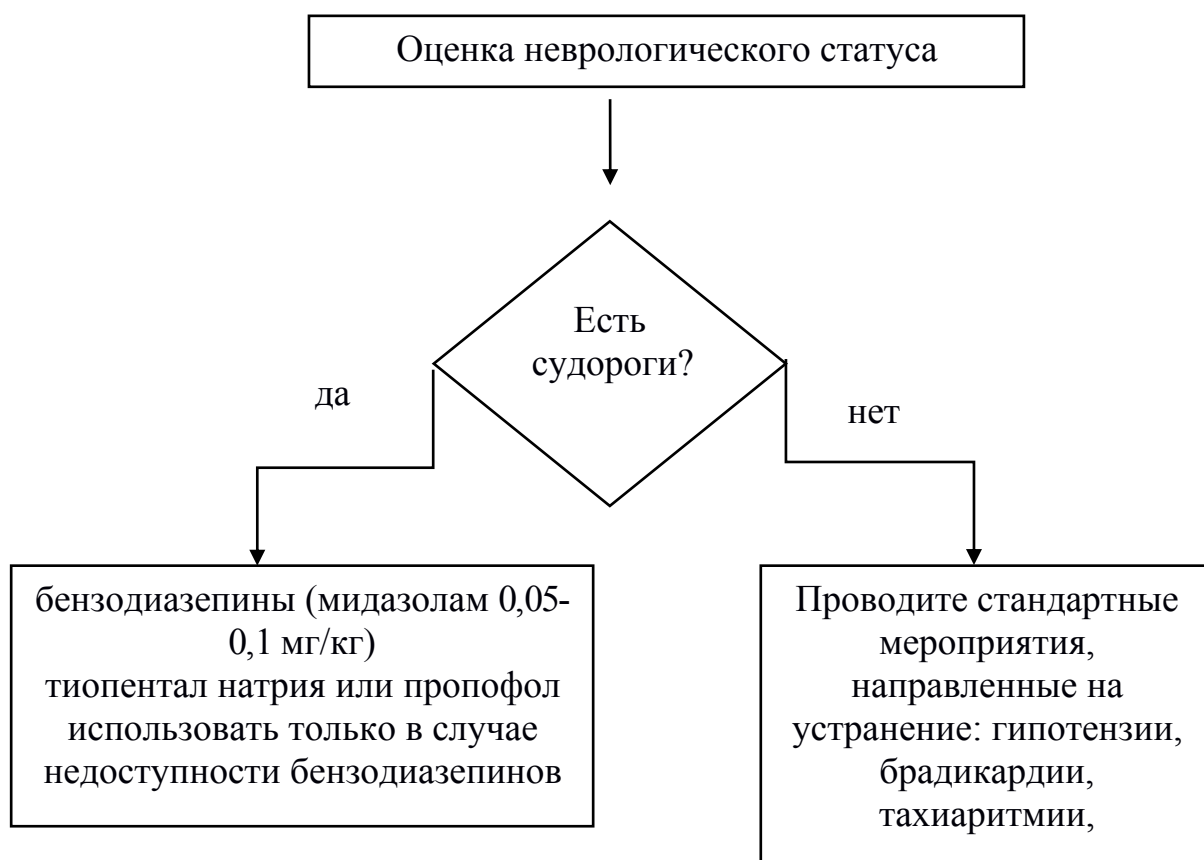 Оценка неврологического статуса
Есть
судороги?
да
нет
бензодиазепины (мидазолам 0,05-
0,1 мг/кг)
тиопентал натрия или пропофол
использовать только в случае
недоступности бензодиазепинов
Проводите стандартные
мероприятия,
направленные на
устранение: гипотензии,
брадикардии,
тахиаритмии,